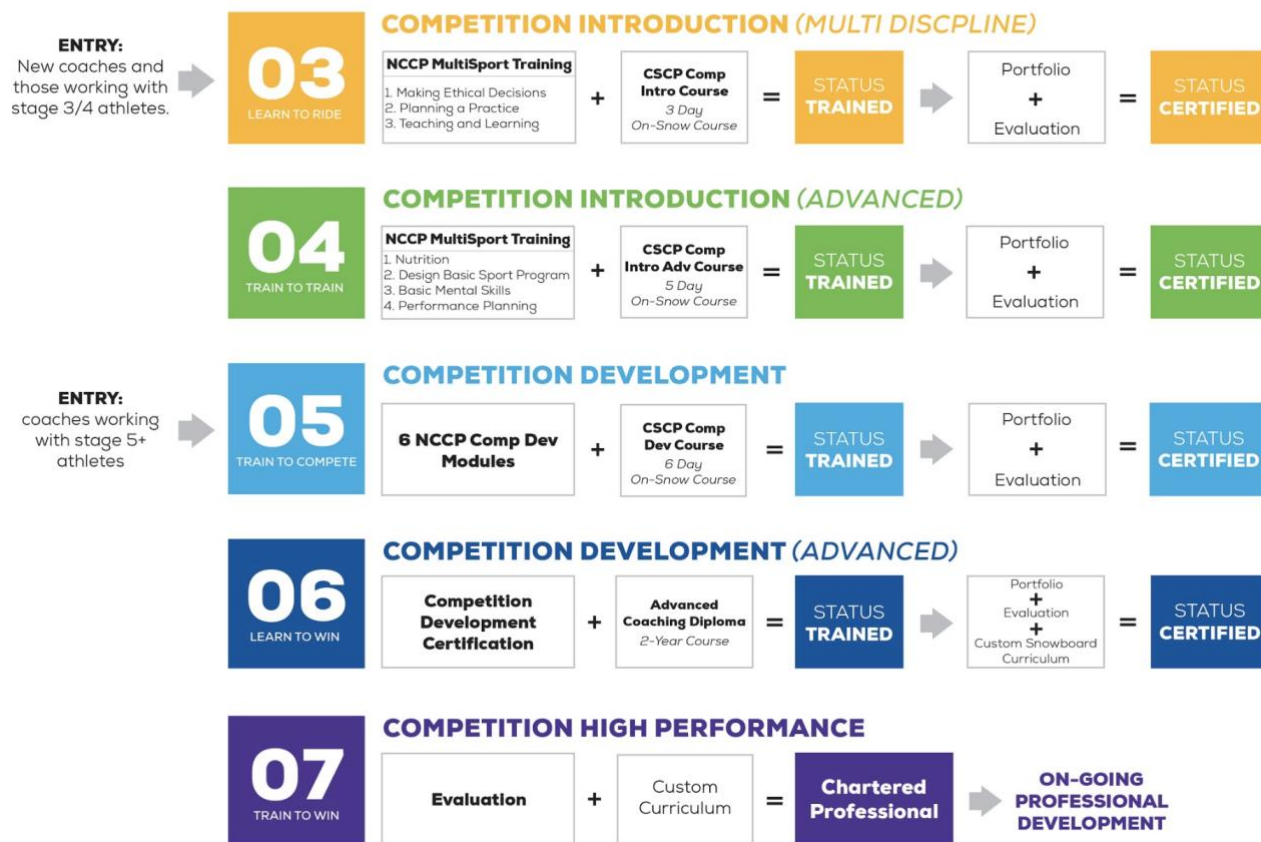 COMPETITION INTRODUCTION (MULTI DISCPLINE)
ENTRY:
New coaches and
those working with
stage 3/4 athletes.
03
LEARN TO RIDE
NCCP MultiSport Training
1. Making Ethical Decisions
2. Planning a Practice
3. Teaching and Learning
+
CSCP Comp
Intro Course
3 Day
On-Snow Course
=
STATUS
TRAINED
Portfolio
+
Evaluation
=
STATUS
CERTIFIED
COMPETITION INTRODUCTION (ADVANCED)
04
TRAIN TO TRAIN
NCCP MultiSport Training
1. Nutrition
2. Design Basic Sport Program
3. Basic Mental Skills
4. Performance Planning
+
CSCP Comp
Intro Adv Course
5 Day
On-Snow Course
=
STATUS
TRAINED
Portfolio
+
Evaluation
=
STATUS
CERTIFIED
COMPETITION DEVELOPMENT
ENTRY:
coaches working
with stage 5+
athletes
05
TRAIN TO COMPETE
6 NCCP Comp Dev
Modules
+
CSCP Comp
Dev Course
6 Day
On-Snow Course
=
STATUS
TRAINED
Portfolio
+
Evaluation
=
STATUS
CERTIFIED
COMPETITION DEVELOPMENT (ADVANCED)
06
LEARN TO WIN
Competition
Development
Certification
+
Advanced
Coaching Diploma
2-Year Course
=
STATUS
TRAINED
Portfolio
+
Evaluation
+
Custom Snowboard
Curriculum
=
STATUS
CERTIFIED
COMPETITION HIGH PERFORMANCE
07
TRAIN TO WIN
Evaluation
+
Custom
Curriculum
=
Chartered
Professional
ON-GOING
PROFESSIONAL
DEVELOPMENT